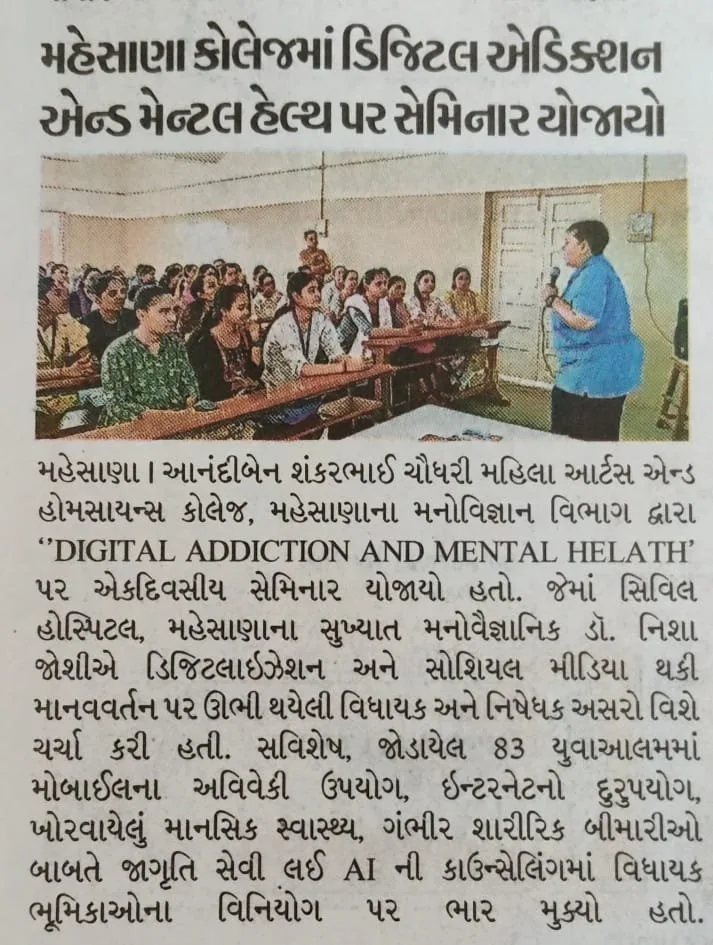 મહેસાણા કોલેજમાં ડિજિટલ એડિક્શન
એન્ડ મેન્ટલ હેલ્થ પર સેમિનાર યોજાયો
મહેસાણા | આનંદીબેન શંકરભાઈ ચૌધરી મહિલા આર્ટસ એન્ડ
હોમસાયન્સ કોલેજ, મહેસાણાના મનોવિજ્ઞાન વિભાગ દ્વારા
‘‘DIGITAL ADDICTION AND MENTAL HELATH’
પર એકદિવસીય સેમિનાર યોજાયો હતો. જેમાં સિવિલ
હોસ્પિટલ, મહેસાણાના સુખ્યાત મનોવૈજ્ઞાનિક ડૉ. નિશા
જોશીએ ડિજિટલાઇઝેશન અને સોશિયલ મીડિયા થકી
માનવવર્તન પર ઊભી થયેલી વિધાયક અને નિષેધક અસરો વિશે
ચર્ચા કરી હતી. સવિશેષ, જોડાયેલ 83 યુવાઆલમમાં
મોબાઈલના અવિવેકી ઉપયોગ, ઇન્ટરનેટનો દુરુપયોગ,
ખોરવાયેલું માનસિક સ્વાસ્થ્ય, ગંભીર શારીરિક બીમારીઓ
બાબતે જાગૃતિ સેવી લઈ AI ની કાઉન્સેલિંગમાં વિધાયક
ભૂમિકાઓના વિનિયોગ પર ભાર મુક્યો હતો.